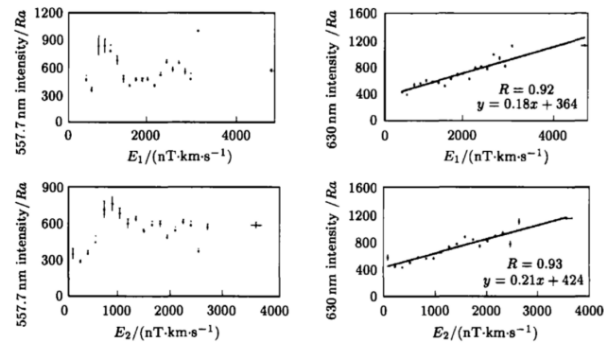 1200
900
600
300
0
557.7 nm intensity/Ra
0 2000 4000
E₁/(nT·km·s⁻¹)
1600
1200
800
400
0
630 nm intensity/Ra
R = 0.92
y = 0.18x + 364
0 2000 4000
E₁/(nT·km·s⁻¹)
900
600
300
0
557.7 nm intensity/Ra
0 1000 2000 3000 4000
E₂/(nT·km·s⁻¹)
1600
1200
800
400
0
630 nm intensity/Ra
R = 0.93
y = 0.21x + 424
0 1000 2000 3000 4000
E₂/(nT·km·s⁻¹)